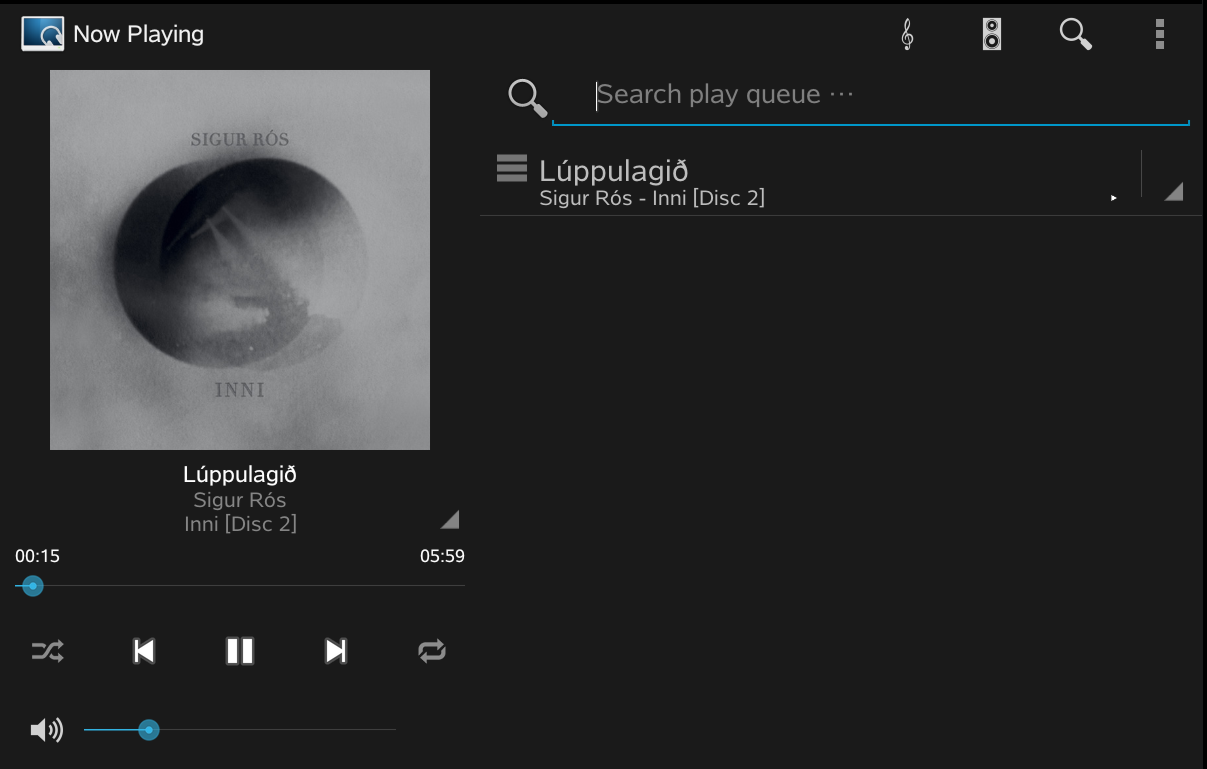 Now Playing
SIGUR RÓS
INNI
Lúppulagið
Sigur Rós
Inni [Disc 2]
00:15
05:59
Search play queue ···
Lúppulagið
Sigur Rós - Inni [Disc 2]